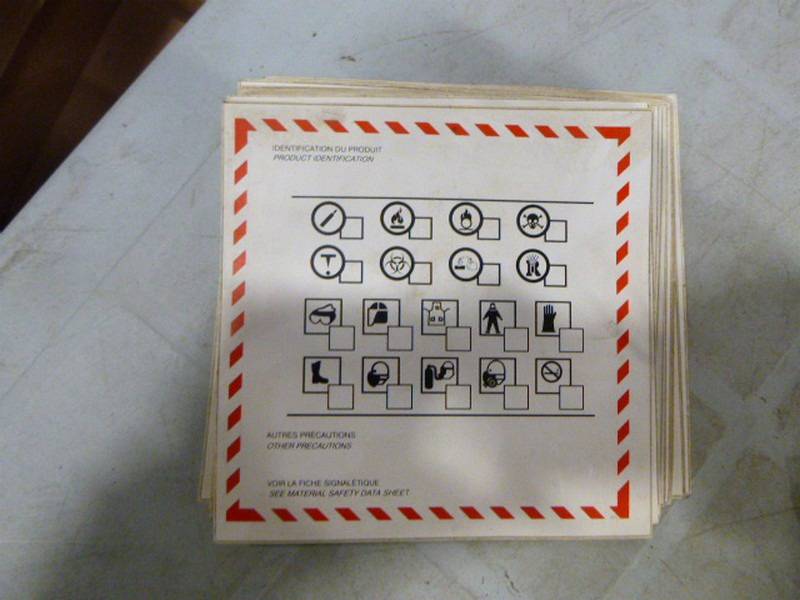 IDENTIFICATION DU PRODUIT
PRODUCT IDENTIFICATION
AUTRES PRÉCAUTIONS
OTHER PRECAUTIONS
VOIR LA FICHE SIGNALÉTIQUE
SEE MATERIAL SAFETY DATA SHEET